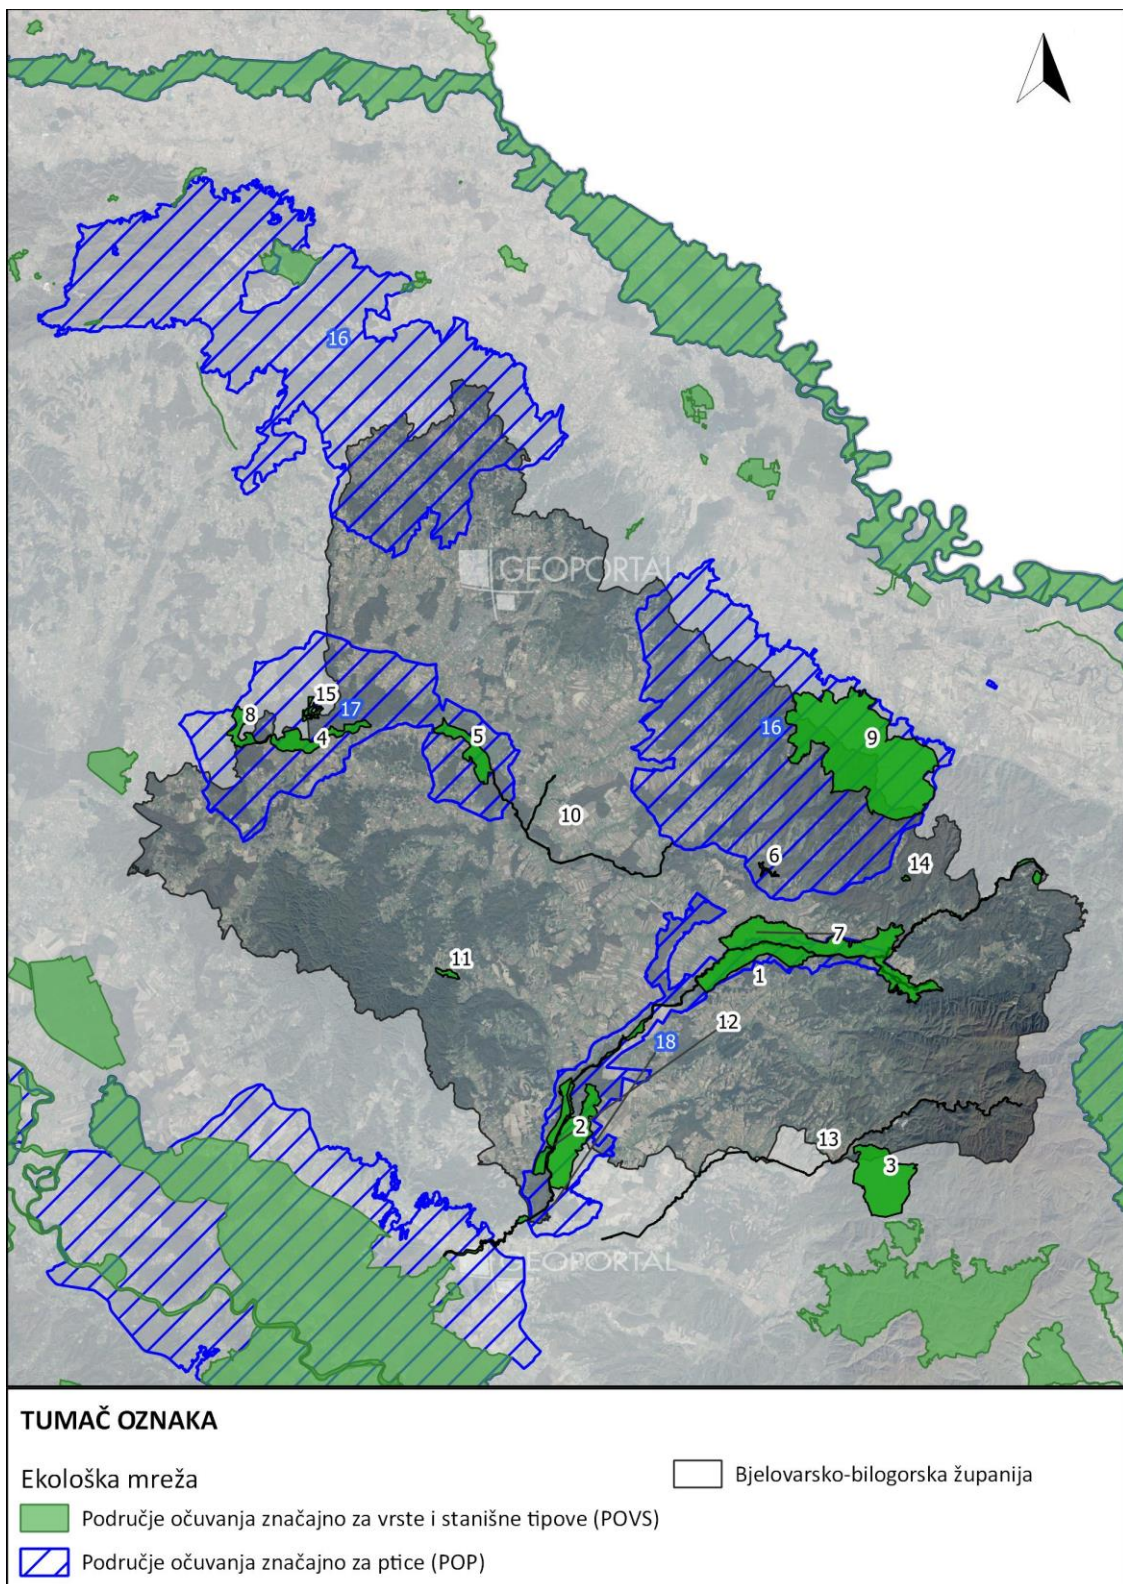 16
GEOPORTAL
15
17
8
4
5
16
9
10
6
14
7
11
1
12
18
2
13
3
GEOPORTAL
TUMAČ OZNAKA
Ekološka mreža
Bjelovarsko-bilogorska županija
Područje očuvanja značajno za vrste i stanišne tipove (POVS)
Područje očuvanja značajno za ptice (POP)